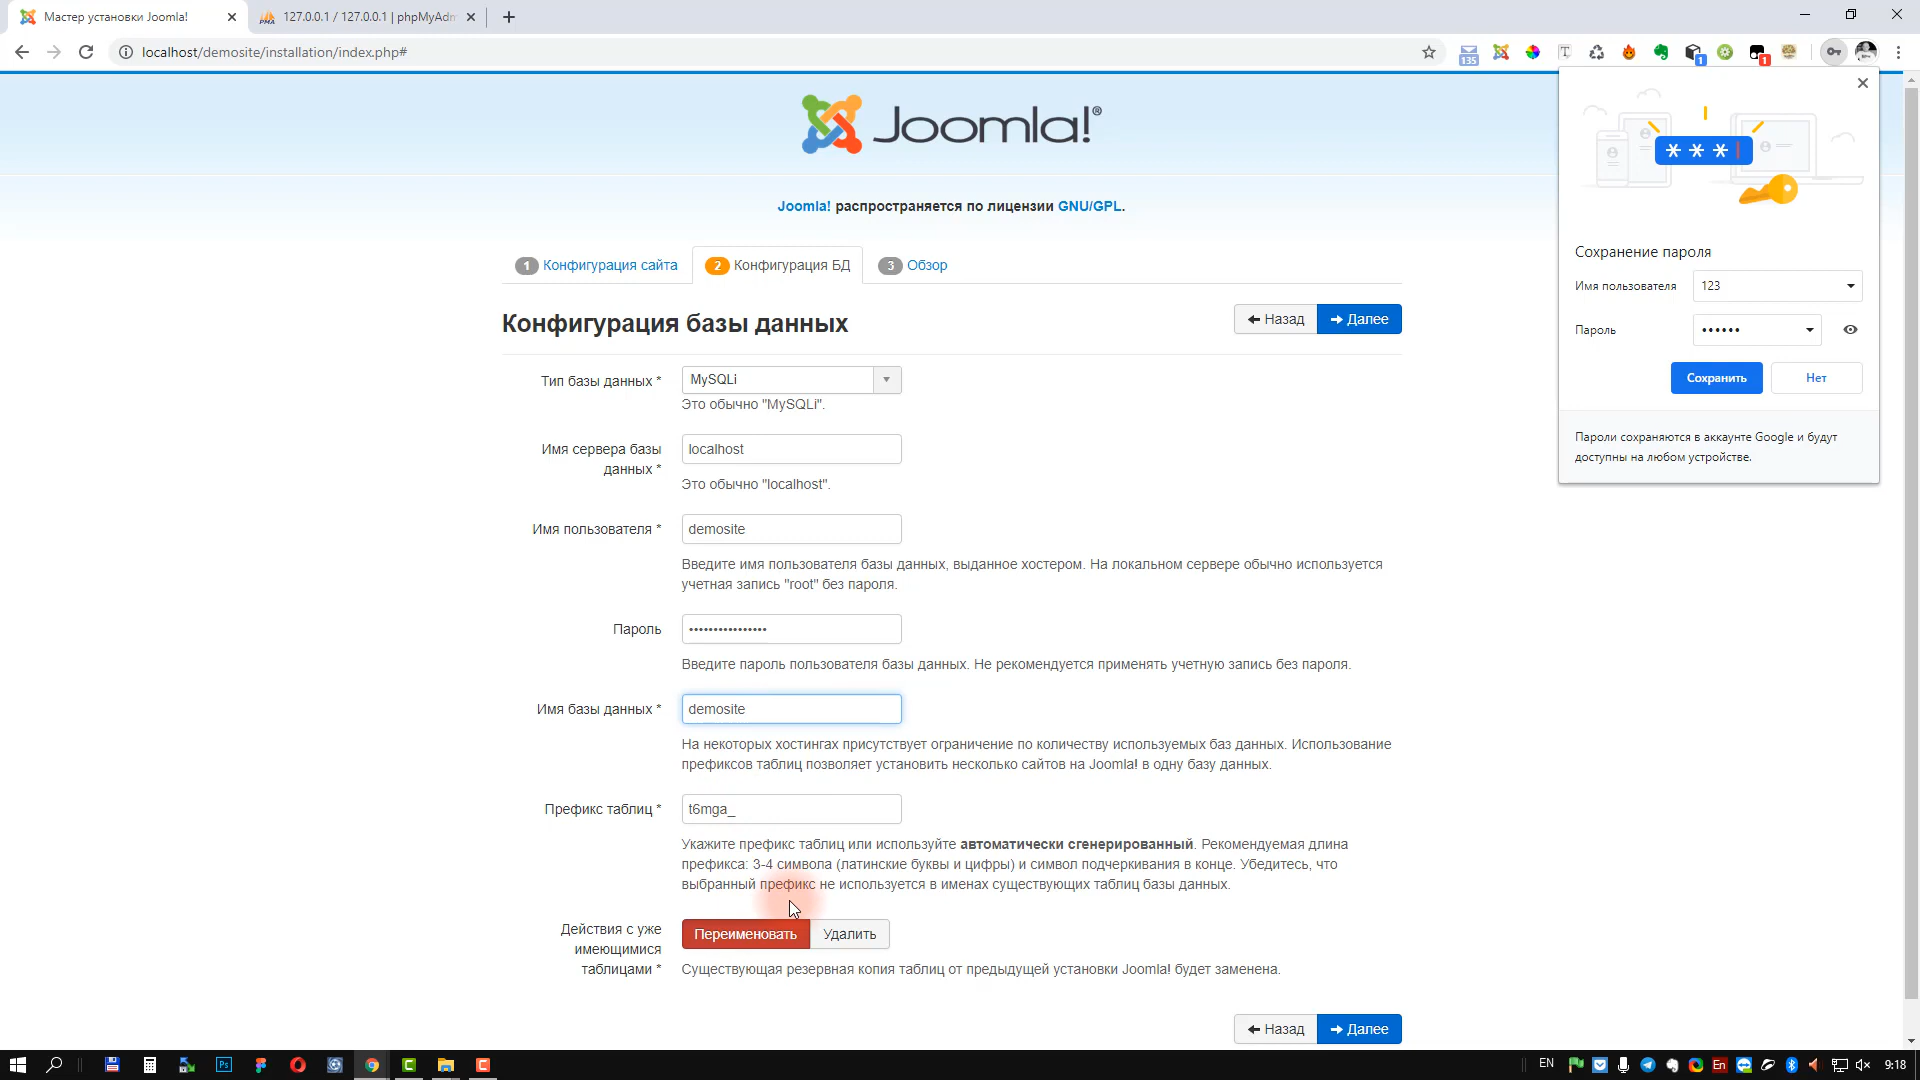 Мастер установки Joomla!
127.0.0.1 / 127.0.0.1 | phpMyAdm
localhost/demosite/installation/index.php#
135
1
1
Joomla!®
Joomla! распространяется по лицензии GNU/GPL.
1 Конфигурация сайта
2 Конфигурация БД
3 Обзор
Конфигурация базы данных
Назад
Далее
Тип базы данных *
MySQLi
Это обычно "MySQLi".
Имя сервера базы
данных *
localhost
Это обычно "localhost".
Имя пользователя *
demosite
Введите имя пользователя базы данных, выданное хостером. На локальном сервере обычно используется
учетная запись "root" без пароля.
Пароль
••••••••••••••••
Введите пароль пользователя базы данных. Не рекомендуется применять учетную запись без пароля.
Имя базы данных *
demosite
На некоторых хостингах присутствует ограничение по количеству используемых баз данных. Использование
префиксов таблиц позволяет установить несколько сайтов на Joomla! в одну базу данных.
Префикс таблиц *
t6mga_
Укажите префикс таблиц или используйте автоматически сгенерированный. Рекомендуемая длина
префикса: 3-4 символа (латинские буквы и цифры) и символ подчеркивания в конце. Убедитесь, что
выбранный префикс не используется в именах существующих таблиц базы данных.
Действия с уже
имеющимися
таблицами *
Переименовать
Удалить
Существующая резервная копия таблиц от предыдущей установки Joomla! будет заменена.
Назад
Далее
* * *
Сохранение пароля
Имя пользователя
123
Пароль
••••••
Сохранить
Нет
Пароли сохраняются в аккаунте Google и будут
доступны на любом устройстве.
Ps
EN
En
9:18